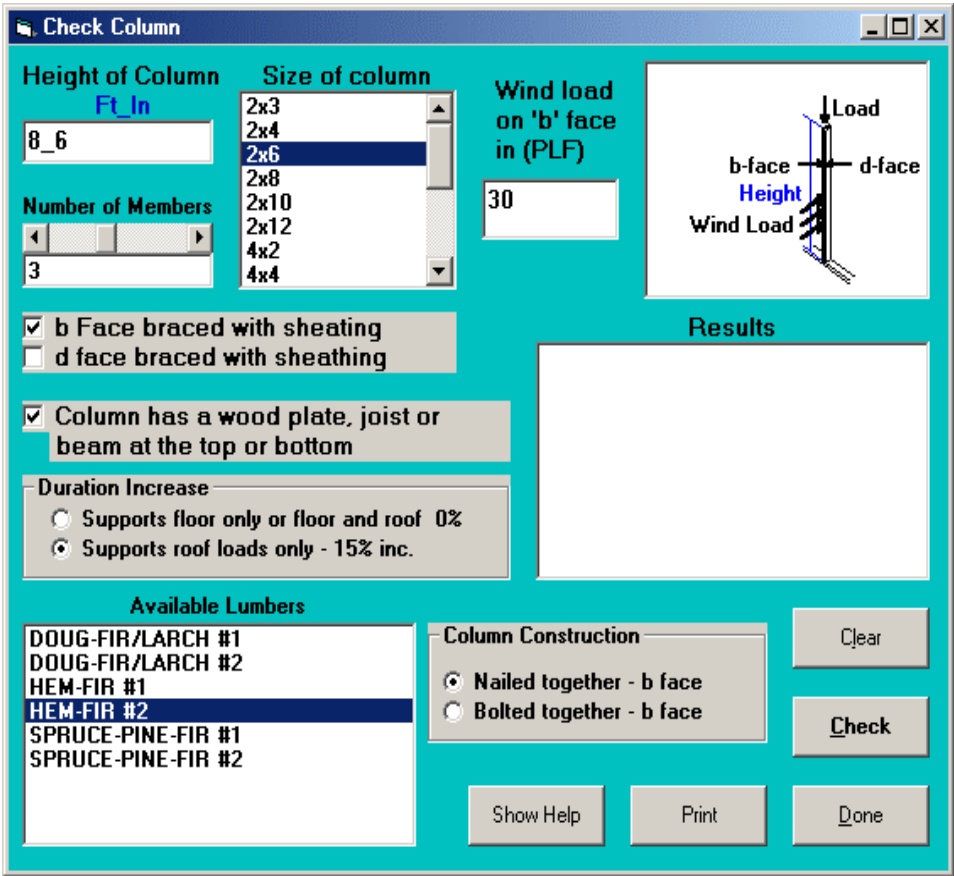 Check Column
Height of Column
Ft_In
8_6
Number of Members
3
Size of column
2x3
2x4
2x6
2x8
2x10
2x12
4x2
4x4
Wind load
on 'b' face
in (PLF)
30
Load
b-face
d-face
Height
Wind Load
b Face braced with sheating
d face braced with sheathing
Column has a wood plate, joist or
beam at the top or bottom
Duration Increase
Supports floor only or floor and roof 0%
Supports roof loads only - 15% inc.
Results
Available Lumbers
DOUG-FIR/LARCH #1
DOUG-FIR/LARCH #2
HEM-FIR #1
HEM-FIR #2
SPRUCE-PINE-FIR #1
SPRUCE-PINE-FIR #2
Column Construction
Nailed together - b face
Bolted together - b face
Clear
Check
Show Help
Print
Done